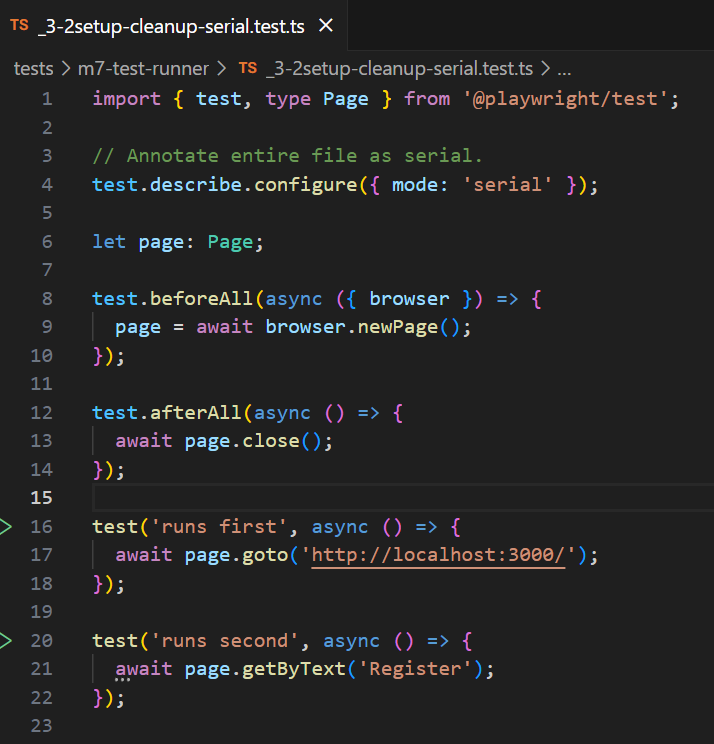 TS _3-2setup-cleanup-serial.test.ts ×
tests > m7-test-runner > TS _3-2setup-cleanup-serial.test.ts > ...
1 import { test, type Page } from '@playwright/test';
2
3 // Annotate entire file as serial.
4 test.describe.configure({ mode: 'serial' });
5
6 let page: Page;
7
8 test.beforeAll(async ({ browser }) => {
9   page = await browser.newPage();
10 });
11
12 test.afterAll(async () => {
13   await page.close();
14 });
15
16 test('runs first', async () => {
17   await page.goto('http://localhost:3000/');
18 });
19
20 test('runs second', async () => {
21   await page.getByText('Register');
22 });
23